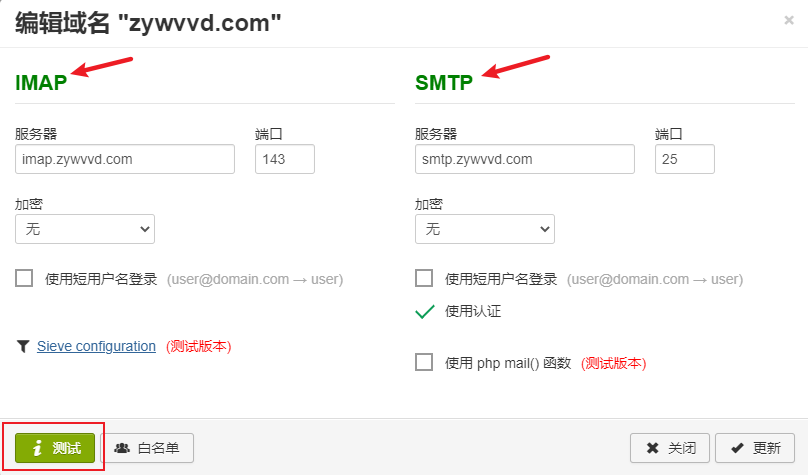 编辑域名 "zywvvd.com"
×
IMAP
服务器 端口
imap.zywvvd.com 143
加密
无
使用短用户名登录 (user@domain.com → user)
Sieve configuration (测试版本)
SMTP
服务器 端口
smtp.zywvvd.com 25
加密
无
使用短用户名登录 (user@domain.com → user)
使用认证
使用 php mail() 函数 (测试版本)
测试 白名单 关闭 更新